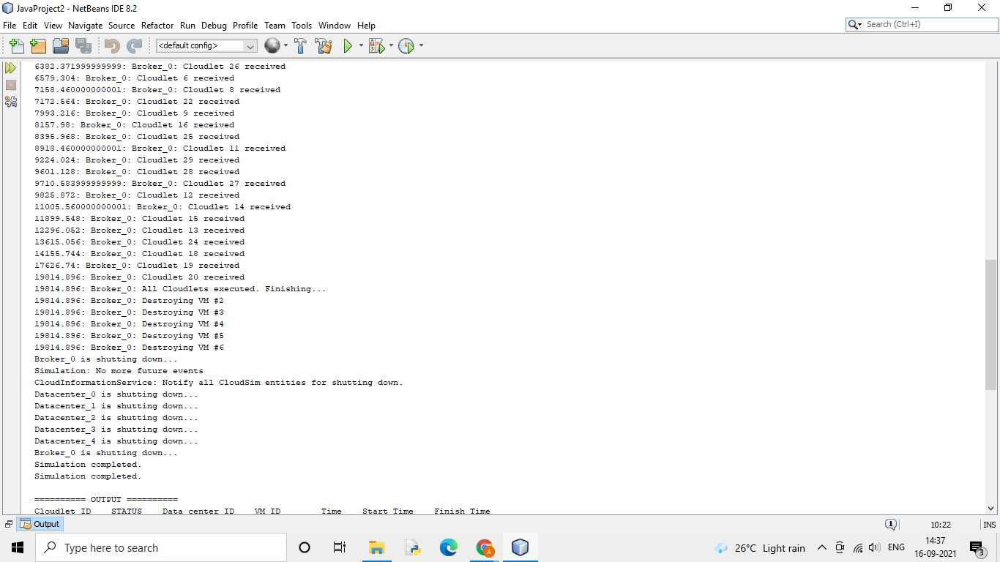 JavaProject2 - NetBeans IDE 8.2
File Edit View Navigate Source Refactor Run Debug Profile Team Tools Window Help
Search (Ctrl+I)
<default config>
6382.371999999999: Broker_0: Cloudlet 26 received
6579.304: Broker_0: Cloudlet 6 received
7158.460000000001: Broker_0: Cloudlet 8 received
7172.564: Broker_0: Cloudlet 22 received
7993.216: Broker_0: Cloudlet 9 received
8157.98: Broker_0: Cloudlet 16 received
8395.968: Broker_0: Cloudlet 25 received
8918.460000000001: Broker_0: Cloudlet 11 received
9224.024: Broker_0: Cloudlet 29 received
9601.128: Broker_0: Cloudlet 28 received
9710.583999999999: Broker_0: Cloudlet 27 received
9825.872: Broker_0: Cloudlet 12 received
11005.560000000001: Broker_0: Cloudlet 14 received
11899.548: Broker_0: Cloudlet 15 received
12296.052: Broker_0: Cloudlet 13 received
13615.056: Broker_0: Cloudlet 24 received
14155.744: Broker_0: Cloudlet 18 received
17626.74: Broker_0: Cloudlet 19 received
19814.896: Broker_0: Cloudlet 20 received
19814.896: Broker_0: All Cloudlets executed. Finishing...
19814.896: Broker_0: Destroying VM #2
19814.896: Broker_0: Destroying VM #3
19814.896: Broker_0: Destroying VM #4
19814.896: Broker_0: Destroying VM #5
19814.896: Broker_0: Destroying VM #6
Broker_0 is shutting down...
Simulation: No more future events
CloudInformationService: Notify all CloudSim entities for shutting down.
Datacenter_0 is shutting down...
Datacenter_1 is shutting down...
Datacenter_2 is shutting down...
Datacenter_3 is shutting down...
Datacenter_4 is shutting down...
Broker_0 is shutting down...
Simulation completed.
Simulation completed.
========== OUTPUT ==========
Cloudlet ID STATUS Data center ID VM ID Time Start Time Finish Time
Output 1 10:22 INS
Type here to search
26°C Light rain ENG 14:37
16-09-2021 3